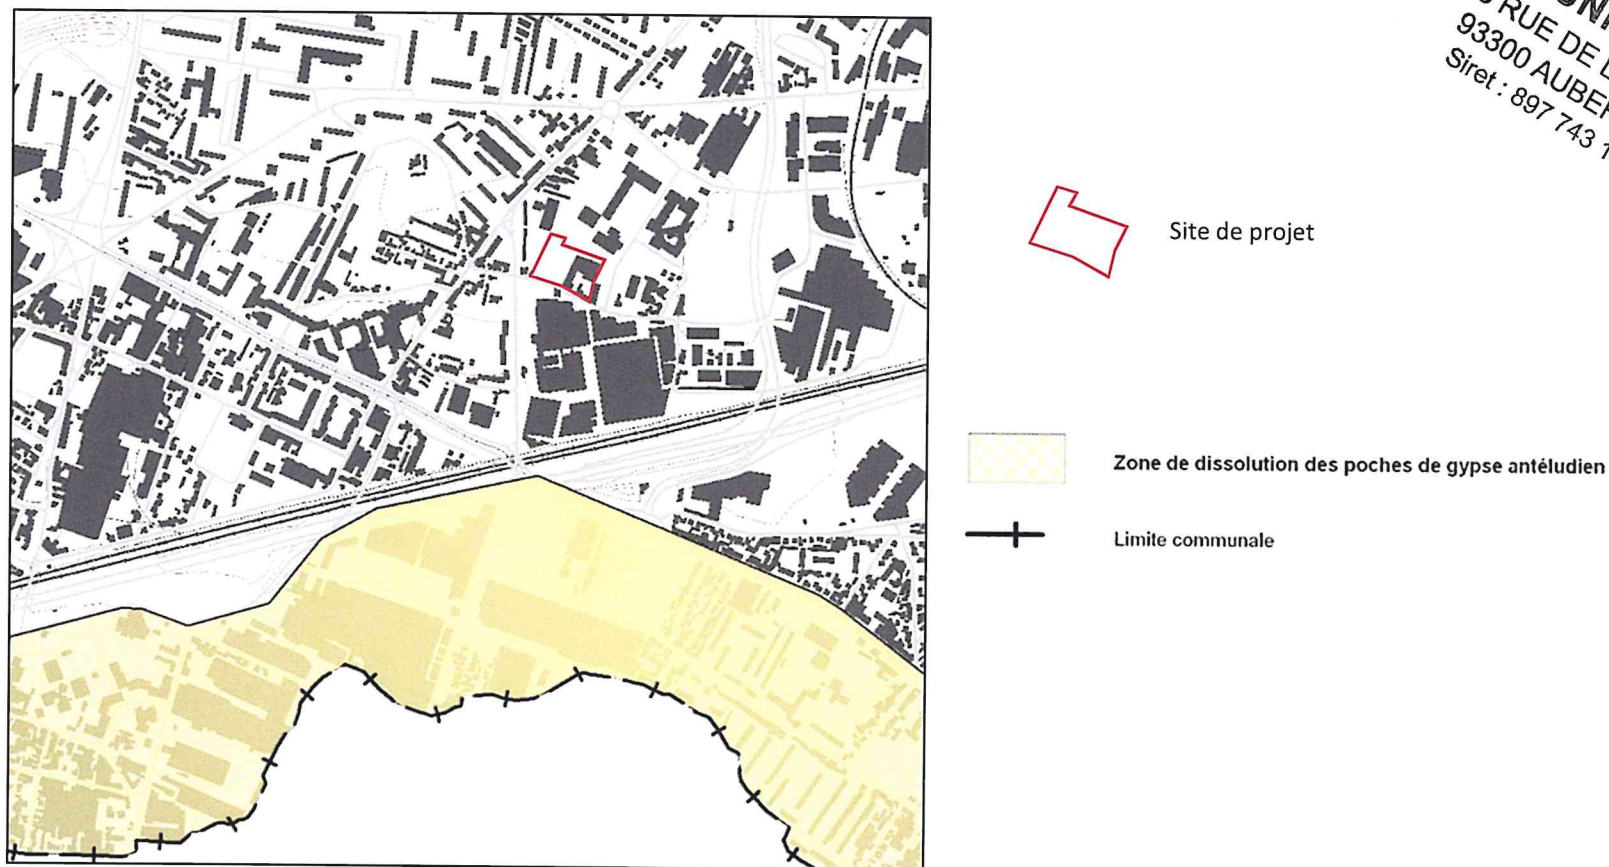 RUE DE
93300 AUBER
Siret : 897 743
Site de projet
Zone de dissolution des poches de gypse antéludien
Limite communale